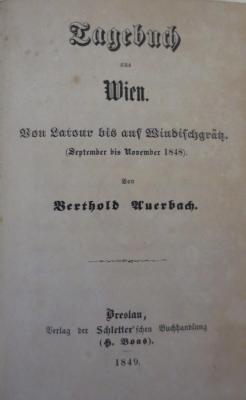 Tagebuch
aus
Wien.
Von Latour bis auf Windischgrätz.
(September bis November 1848).
Von
Berthold Auerbach.
Breslau,
Verlag der Schletter'schen Buchhandlung
(H. Boas).
1849.